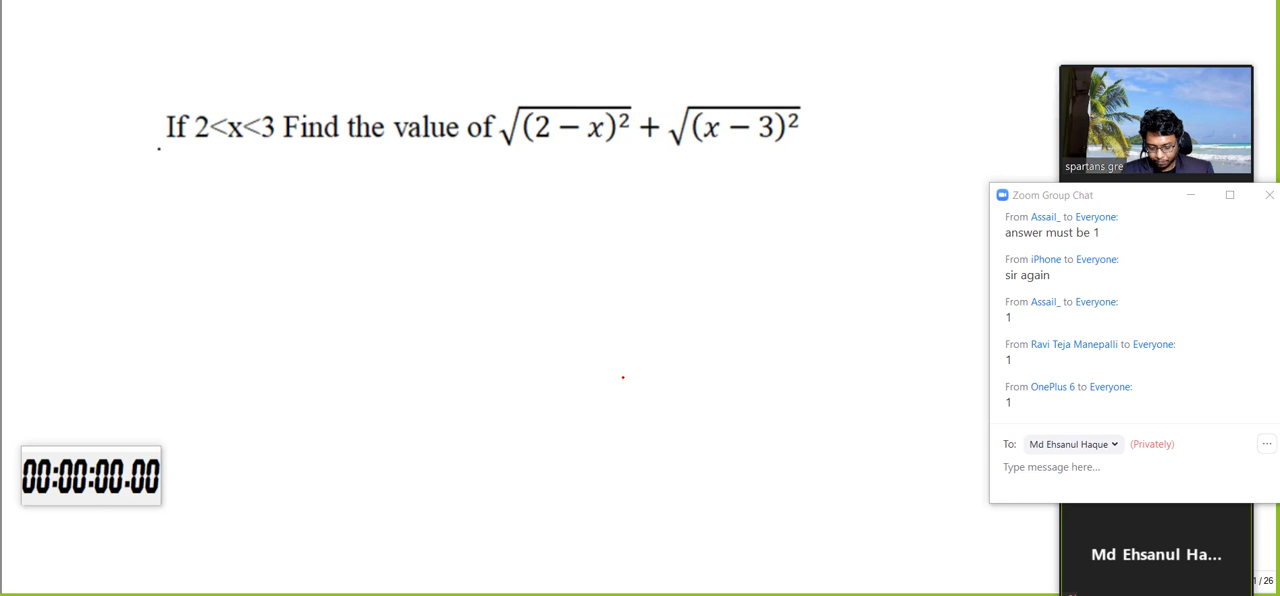 If 2<x<3 Find the value of √(2 − x)² + √(x − 3)²
spartans gre
Zoom Group Chat
From Assail_ to Everyone:
answer must be 1
From iPhone to Everyone:
sir again
From Assail_ to Everyone:
1
From Ravi Teja Manepalli to Everyone:
1
From OnePlus 6 to Everyone:
1
To: Md Ehsanul Haque (Privately)
Type message here...
00:00:00.00
Md Ehsanul Ha...
1 / 26